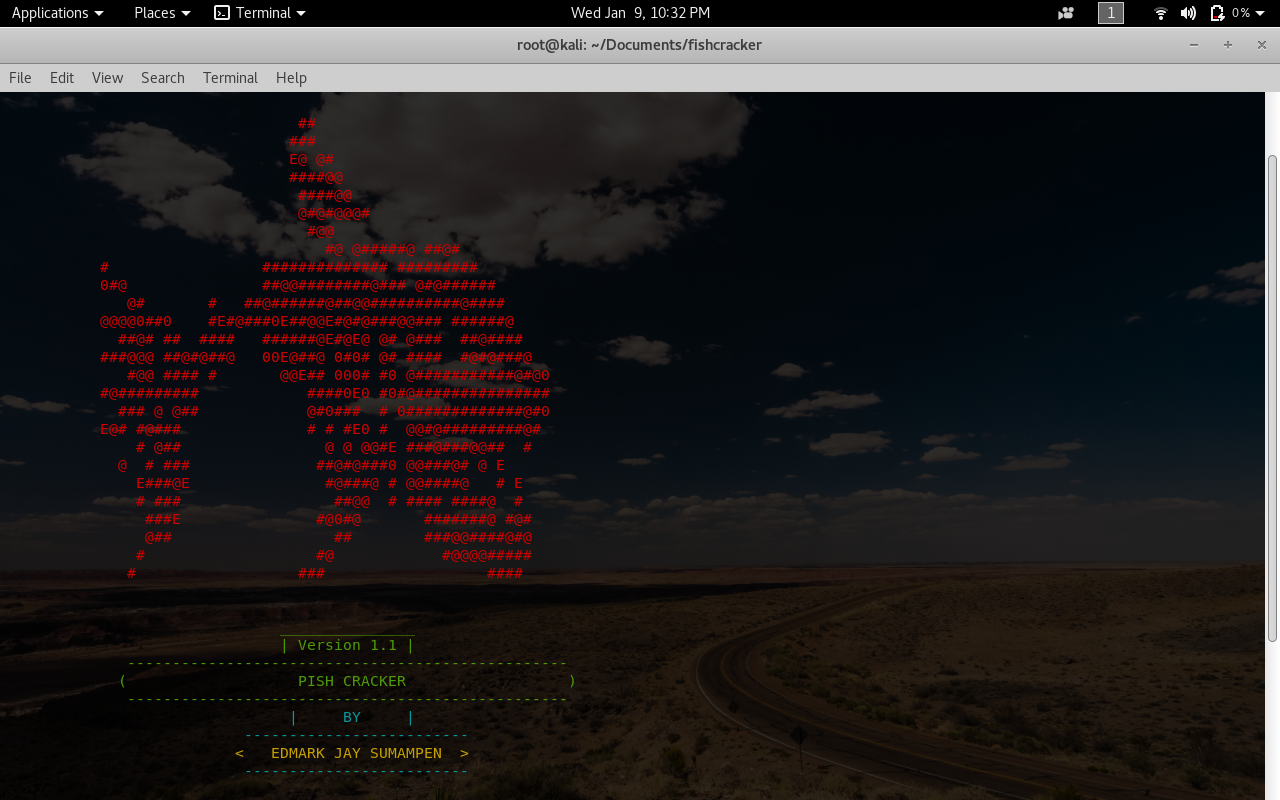 Applications Places Terminal Wed Jan 9, 10:32 PM 1 0%
root@kali: ~/Documents/fishcracker
File Edit View Search Terminal Help
##
###
E@ @#
####@@
####@@
@#@#@@@#
#@@
#@ @#####@ ##@#
# ############## #########
0#@ ##@@########@### @#@######
@# # ##@######@##@@##########@####
@@@@0##0 #E#@###0E##@@E#@#@###@@### ######@
##@# ## #### ######@E#@E@ @# @### ##@####
###@@@ ##@#@##@ 00E@##@ 0#0# @# #### #@#@###@
#@@ #### # @@E## 000# #0 @###########@#@0
#@######### ####0E0 #0#@###############
### @ @## @#0### # 0#############@#0
E@# #@### # # #E0 # @@#@#########@#
# @## @ @ @@#E ###@###@@## #
@ # ### ##@#@###0 @@###@# @ E
E###@E #@###@ # @@####@ # E
# ### ##@@ # #### ####@ #
###E #@0#@ #######@ #@#
@## ## ###@@####@#@
# #@ #@@@@#####
# ### ####
_______________
| Version 1.1 |
-------------------------------------------------
( PISH CRACKER )
-------------------------------------------------
| BY |
-------------------------
< EDMARK JAY SUMAMPEN >
-------------------------